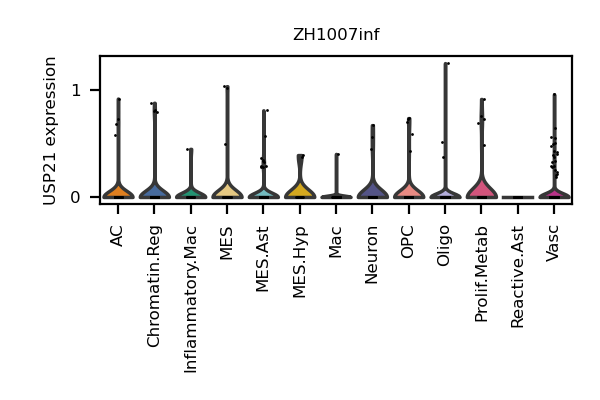 ZH1007inf
USP21 expression
1
0
AC
Chromatin.Reg
Inflammatory.Mac
MES
MES.Ast
MES.Hyp
Mac
Neuron
OPC
Oligo
Prolif.Metab
Reactive.Ast
Vasc